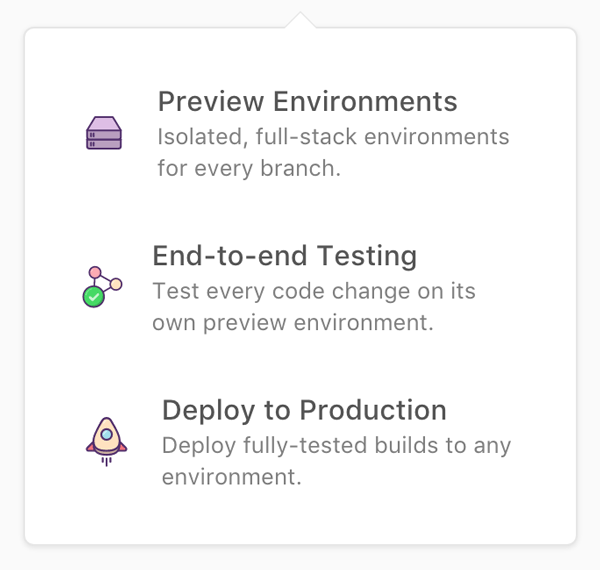 Preview Environments
Isolated, full-stack environments
for every branch.
End-to-end Testing
Test every code change on its
own preview environment.
Deploy to Production
Deploy fully-tested builds to any
environment.